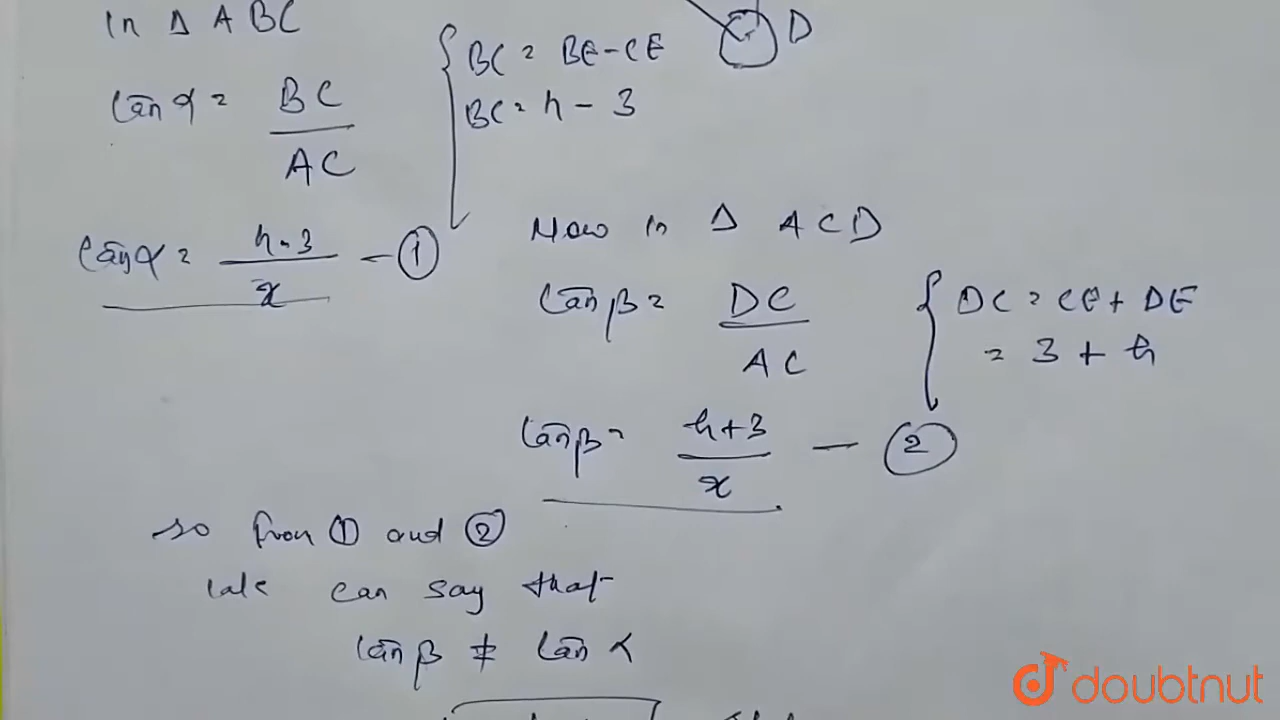 In Δ ABC
tan α = BC / AC
{ BC = BE - CE
BC = h - 3
tan α = h - 3 / x - ①
D
Now in Δ ACD
tan β = DC / AC
{ DC = CE + DE
= 3 + h
tan β = h + 3 / x - ②
so from ① and ②
we can say that
tan β ≠ tan α
doubtnut